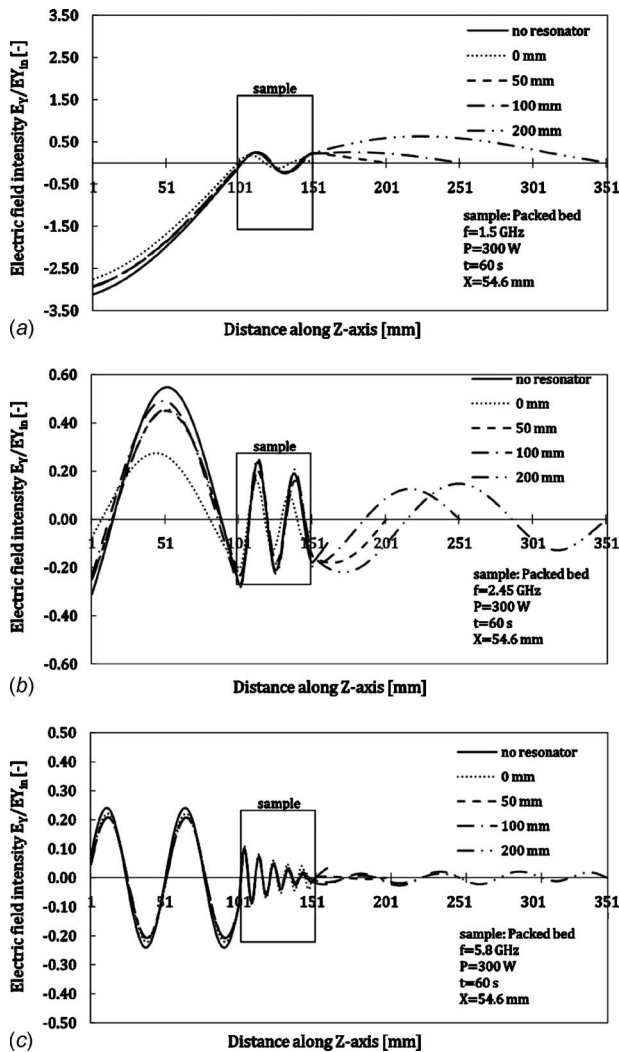 (a)
Electric field intensity E_Y/EY_in [-]
3.50
2.50
1.50
0.50
-0.50
-1.50
-2.50
-3.50
1 51 101 151 201 251 301 351
sample
no resonator
0 mm
50 mm
100 mm
200 mm
sample: Packed bed
f=1.5 GHz
P=300 W
t=60 s
X=54.6 mm
Distance along Z-axis [mm]
(b)
Electric field intensity E_Y/EY_in [-]
0.60
0.40
0.20
0.00
-0.20
-0.40
-0.60
1 51 101 151 201 251 301 351
sample
no resonator
0 mm
50 mm
100 mm
200 mm
sample: Packed bed
f=2.45 GHz
P=300 W
t=60 s
X=54.6 mm
Distance along Z-axis [mm]
(c)
Electric field intensity E_Y/EY_in [-]
0.50
0.40
0.30
0.20
0.10
0.00
-0.10
-0.20
-0.30
-0.40
-0.50
1 51 101 151 201 251 301 351
sample
no resonator
0 mm
50 mm
100 mm
200 mm
sample: Packed bed
f=5.8 GHz
P=300 W
t=60 s
X=54.6 mm
Distance along Z-axis [mm]